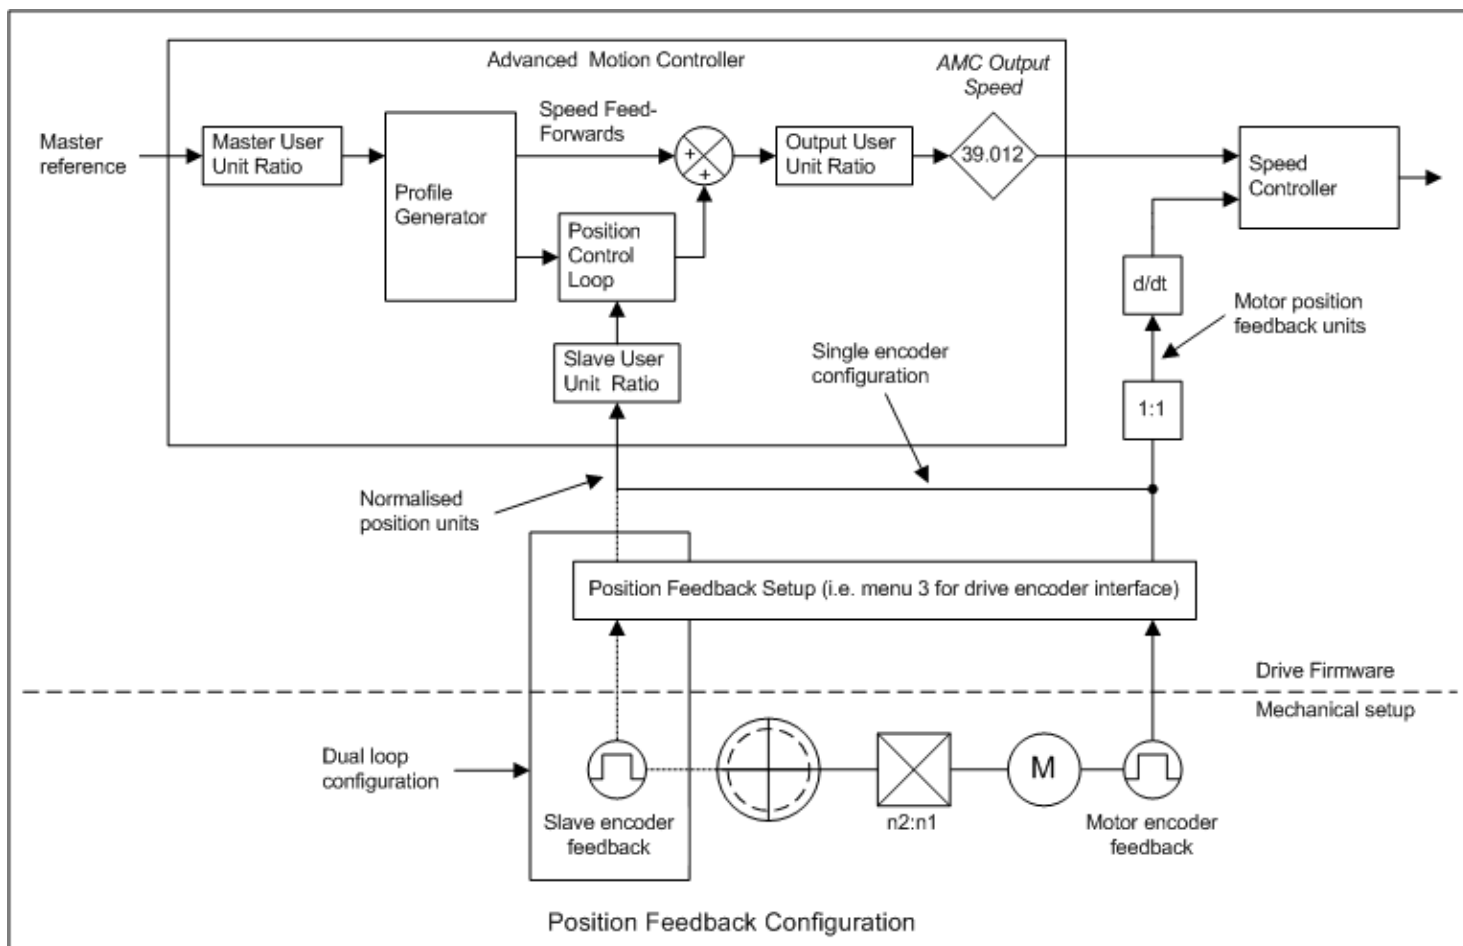 Advanced Motion Controller
AMC Output
Speed
Speed Feed-
Forwards
Master
reference
Master User
Unit Ratio
Profile
Generator
+
+
Output User
Unit Ratio
39.012
Speed
Controller
Position
Control
Loop
d/dt
Motor position
feedback units
Slave User
Unit Ratio
Single encoder
configuration
1:1
Normalised
position units
Position Feedback Setup (i.e. menu 3 for drive encoder interface)
Drive Firmware
Mechanical setup
Dual loop
configuration
M
Slave encoder
feedback
n2:n1
Motor encoder
feedback
Position Feedback Configuration